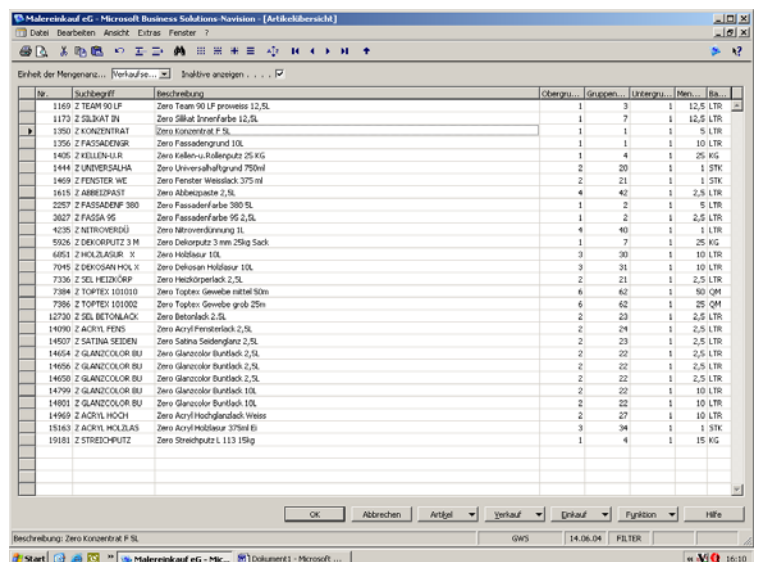 Malereinkauf eG - Microsoft Business Solutions-Navision - [Artikelübersicht]
Datei Bearbeiten Ansicht Extras Fenster ?
Einheit der Mengenanz... Verkaufse... Inaktive anzeigen . . . .
Nr. Suchbegriff Beschreibung Obergru... Gruppen... Untergru... Men... Ba...
1169 Z TEAM 90 LF Zero Team 90 LF proweiss 12,5L 1 3 1 12,5 LTR
1173 Z SILIKAT IN Zero Silikat Innenfarbe 12,5L 1 7 1 12,5 LTR
1350 Z KONZENTRAT Zero Konzentrat F 5L 1 1 1 5 LTR
1356 Z FASSADENGR Zero Fassadengrund 10L 1 1 1 10 LTR
1405 Z KELLEN-U.R Zero Kellen-u.Rollenputz 25 KG 1 4 1 25 KG
1444 Z UNIVERSALHA Zero Universalhaftgrund 750ml 2 20 1 1 STK
1469 Z FENSTER WE Zero Fenster Weisslack 375 ml 2 21 1 1 STK
1615 Z ABBEIZPAST Zero Abbeizpaste 2,5L 4 42 1 2,5 LTR
2257 Z FASSADENF 380 Zero Fassadenfarbe 380 5L 1 2 1 5 LTR
3827 Z FASSA 95 Zero Fassadenfarbe 95 2,5L 1 2 1 2,5 LTR
4235 Z NITROVERDÜ Zero Nitroverdünnung 1L 4 40 1 1 LTR
5926 Z DEKORPUTZ 3 M Zero Dekorputz 3 mm 25kg Sack 1 7 1 25 KG
6851 Z HOLZLASUR X Zero Holzlasur 10L 3 30 1 10 LTR
7045 Z DEKOSAN HOL X Zero Dekosan Holzlasur 10L 3 31 1 10 LTR
7336 Z SEL HEIZKÖRP Zero Heizkörperlack 2,5L 2 21 1 2,5 LTR
7384 Z TOPTEX 101010 Zero Toptex Gewebe mittel 50m 6 62 1 50 QM
7386 Z TOPTEX 101002 Zero Toptex Gewebe grob 25m 6 62 1 25 QM
12730 Z SEL BETONLACK Zero Betonlack 2.5L 2 23 1 2,5 LTR
14090 Z ACRYL FENS Zero Acryl Fensterlack 2,5L 2 24 1 2,5 LTR
14507 Z SATINA SEIDEN Zero Satina Seidenglanz 2,5L 2 23 1 2,5 LTR
14654 Z GLANZCOLOR BU Zero Glanzcolor Buntlack 2,5L 2 22 1 2,5 LTR
14656 Z GLANZCOLOR BU Zero Glanzcolor Buntlack 2,5L 2 22 1 2,5 LTR
14658 Z GLANZCOLOR BU Zero Glanzcolor Buntlack 2,5L 2 22 1 2,5 LTR
14799 Z GLANZCOLOR BU Zero Glanzcolor Buntlack 10L 2 22 1 10 LTR
14801 Z GLANZCOLOR BU Zero Glanzcolor Buntlack 10L 2 22 1 10 LTR
14969 Z ACRYL HOCH Zero Acryl Hochglanzlack Weiss 2 27 1 10 LTR
15163 Z ACRYL HOLZLAS Zero Acryl Holzlasur 375ml Ei 3 34 1 1 STK
19181 Z STREICHPUTZ Zero Streichputz L 113 15kg 1 4 1 15 KG
OK Abbrechen Artikel Verkauf Einkauf Funktion Hilfe
Beschreibung: Zero Konzentrat F 5L GWS 14.06.04 FILTER
Start Malereinkauf eG - Mic... Dokument1 - Microsoft ... 16:10